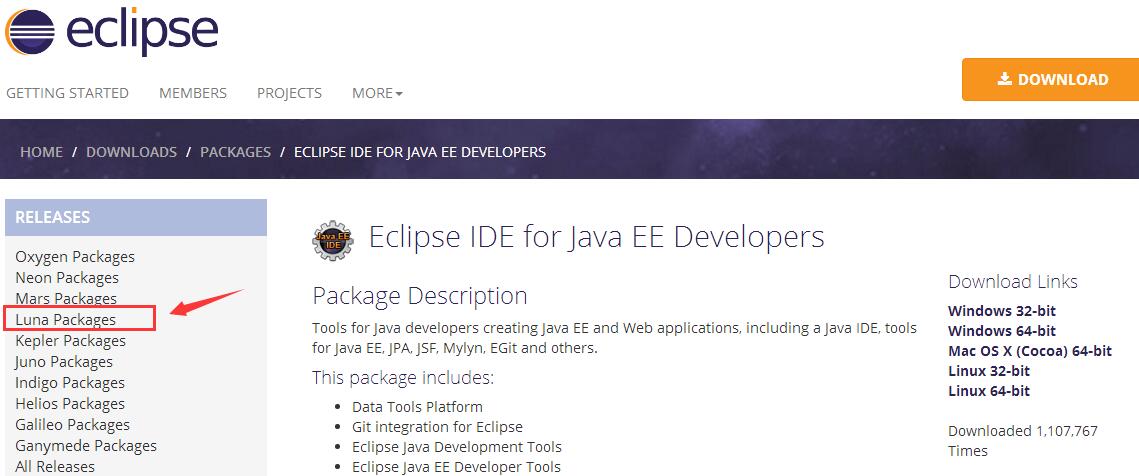 eclipse
DOWNLOAD
GETTING STARTED MEMBERS PROJECTS MORE
HOME / DOWNLOADS / PACKAGES / ECLIPSE IDE FOR JAVA EE DEVELOPERS
RELEASES
Oxygen Packages
Neon Packages
Mars Packages
Luna Packages
Kepler Packages
Juno Packages
Indigo Packages
Helios Packages
Galileo Packages
Ganymede Packages
All Releases
Java EE
IDE
Eclipse IDE for Java EE Developers
Package Description
Tools for Java developers creating Java EE and Web applications, including a Java IDE, tools
for Java EE, JPA, JSF, Mylyn, EGit and others.
This package includes:
Data Tools Platform
Git integration for Eclipse
Eclipse Java Development Tools
Eclipse Java EE Developer Tools
Download Links
Windows 32-bit
Windows 64-bit
Mac OS X (Cocoa) 64-bit
Linux 32-bit
Linux 64-bit
Downloaded 1,107,767
Times